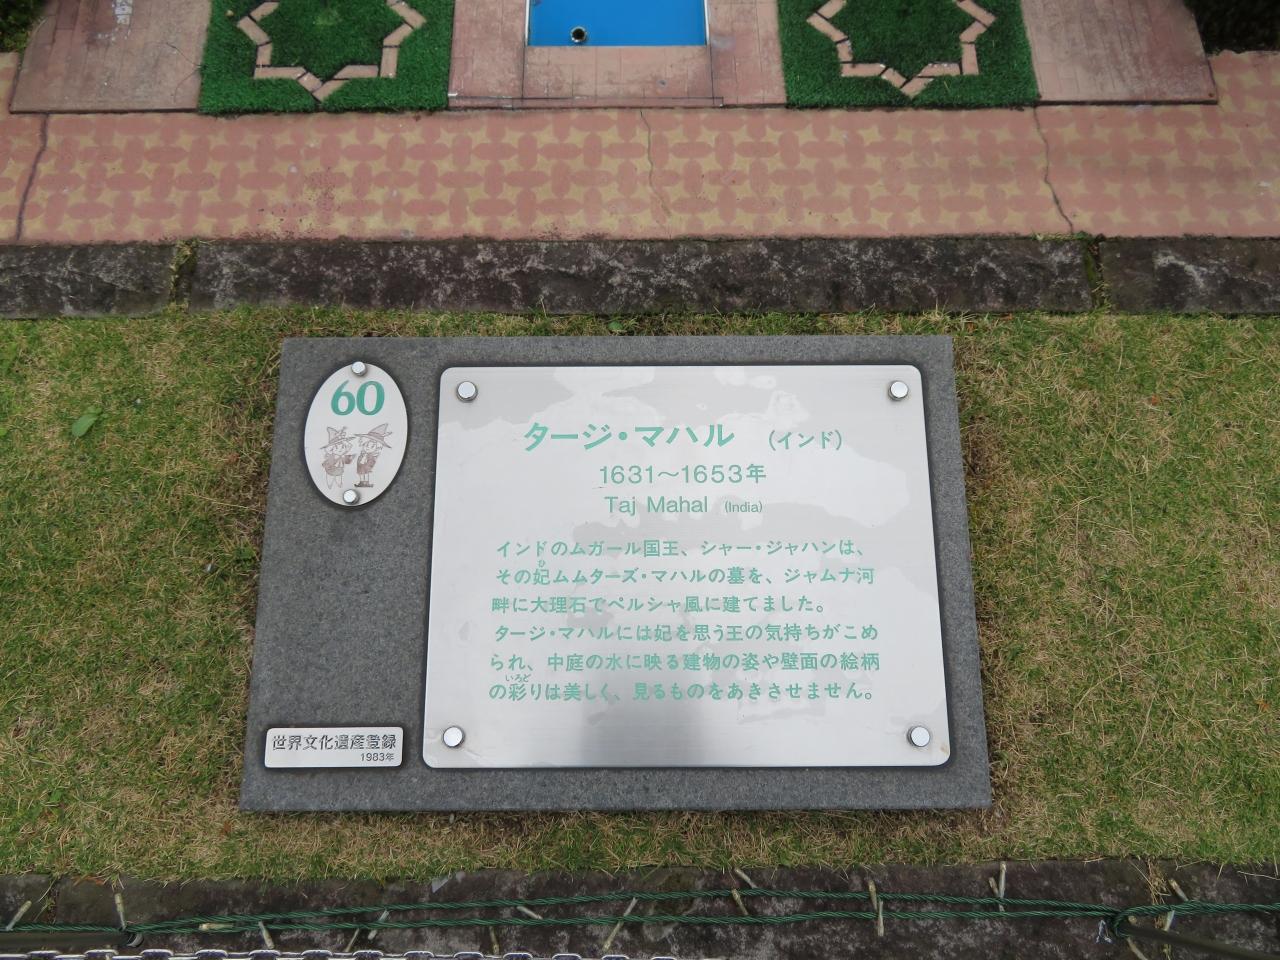 60
タージ・マハル (インド)
1631～1653年
Taj Mahal (India)
インドのムガール国王、シャー・ジャハンは、
ひ
その妃ムムターズ・マハルの墓を、ジャムナ河
畔に大理石でペルシャ風に建てました。
タージ・マハルには妃を思う王の気持ちがこめ
られ、中庭の水に映る建物の姿や壁面の絵柄
いろど
の彩りは美しく、見るものをあきさせません。
世界文化遺産登録
1983年